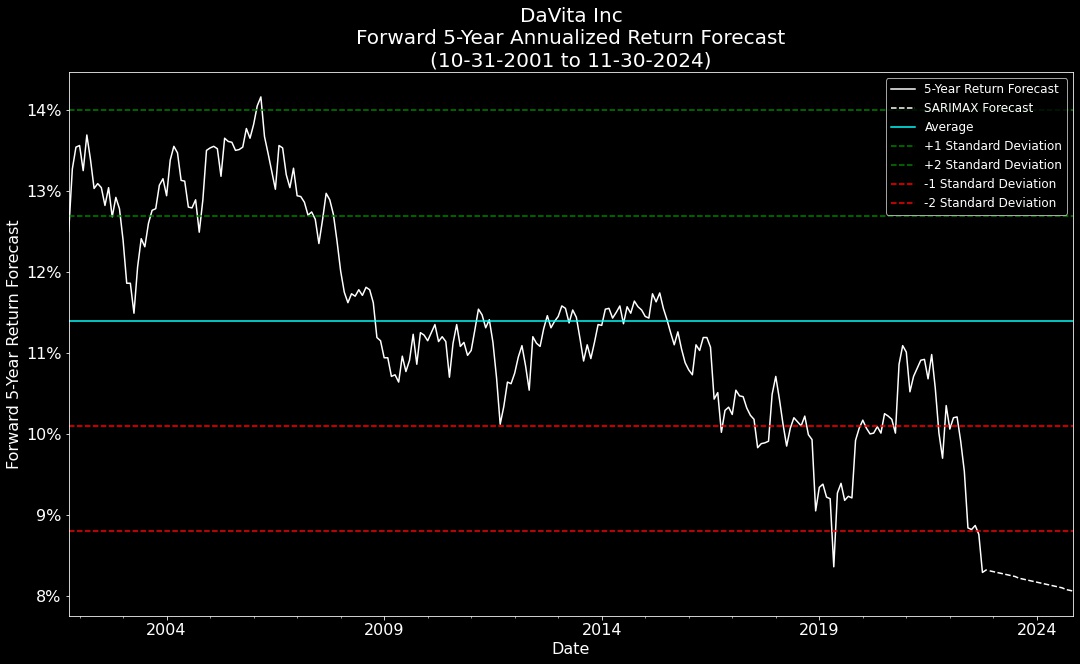 DaVita Inc
Forward 5-Year Annualized Return Forecast
(10-31-2001 to 11-30-2024)
5-Year Return Forecast
SARIMAX Forecast
Average
+1 Standard Deviation
+2 Standard Deviation
-1 Standard Deviation
-2 Standard Deviation
Forward 5-Year Return Forecast
14%
13%
12%
11%
10%
9%
8%
2004 2009 2014 2019 2024
Date